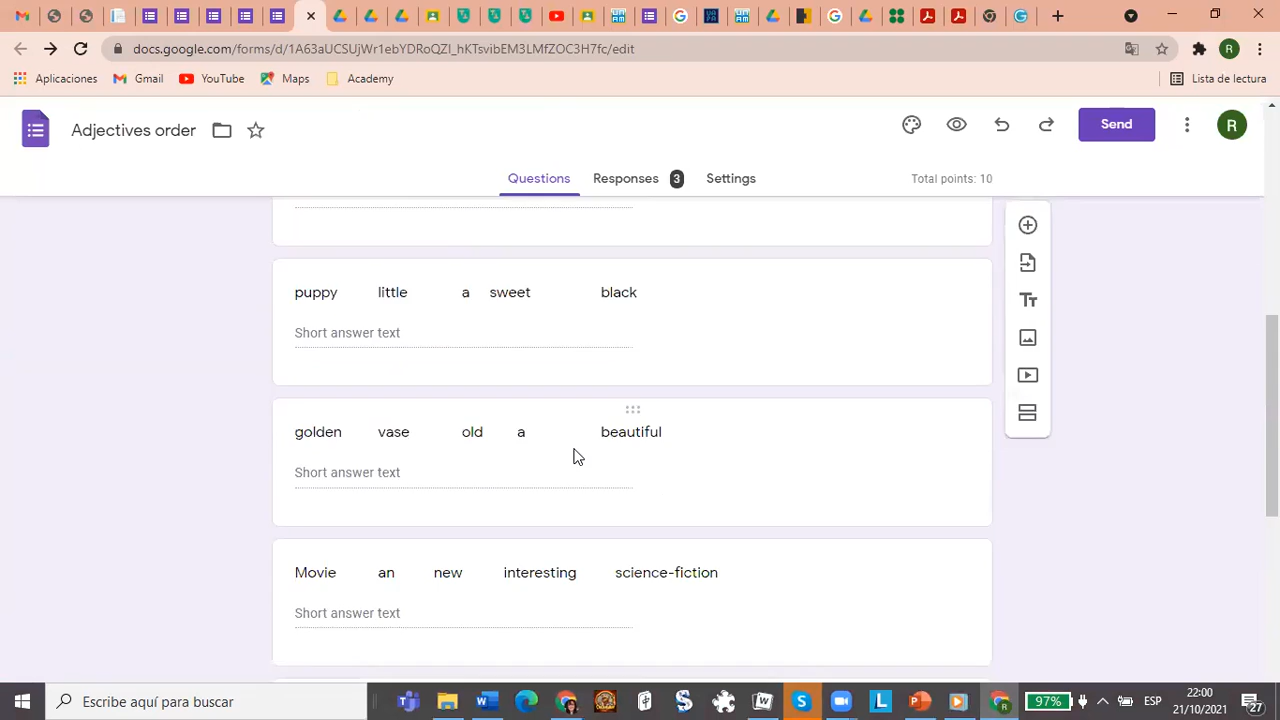 docs.google.com/forms/d/1A63aUCSUjWr1ebYDRoQZI_hKTsvibEM3LMfZOC3H7fc/edit
Aplicaciones Gmail YouTube Maps Academy Lista de lectura
Adjectives order Send R
Questions Responses 3 Settings Total points: 10
puppy little a sweet black
Short answer text
golden vase old a beautiful
Short answer text
Movie an new interesting science-fiction
Short answer text
Escribe aquí para buscar 97% ESP 22:00
21/10/2021 27